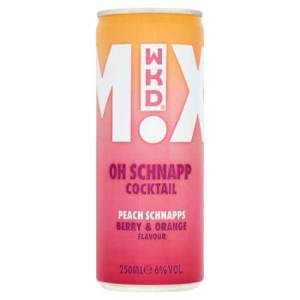 WKD
M!X
OH SCHNAPP
COCKTAIL
PEACH SCHNAPPS
BERRY & ORANGE
FLAVOUR
250ML℮ 6% VOL.